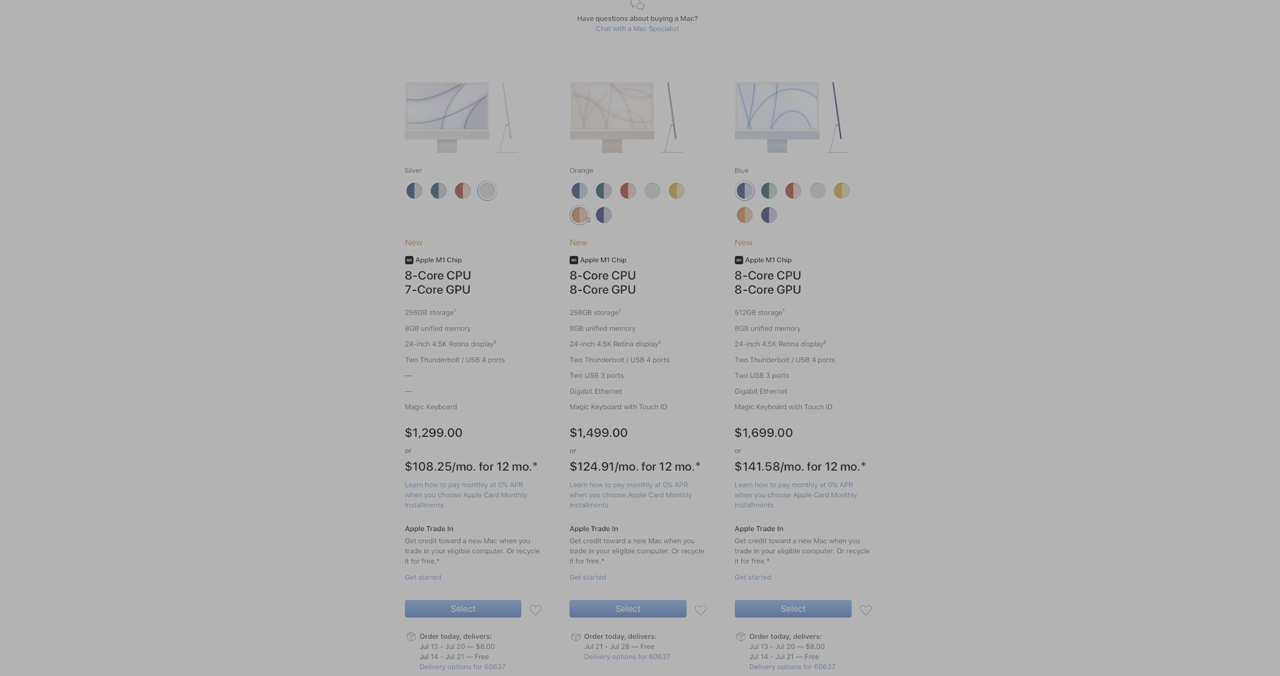 Have questions about buying a Mac?
Chat with a Mac Specialist
Silver
New
Apple M1 Chip
8-Core CPU
7-Core GPU
256GB storage¹
8GB unified memory
24-inch 4.5K Retina display²
Two Thunderbolt / USB 4 ports
—
—
Magic Keyboard
$1,299.00
or
$108.25/mo. for 12 mo.*
Learn how to pay monthly at 0% APR
when you choose Apple Card Monthly
Installments
Apple Trade In
Get credit toward a new Mac when you
trade in your eligible computer. Or recycle
it for free.*
Get started
Select
Order today, delivers:
Jul 13 - Jul 20 — $8.00
Jul 14 - Jul 21 — Free
Delivery options for 60637
Orange
New
Apple M1 Chip
8-Core CPU
8-Core GPU
256GB storage¹
8GB unified memory
24-inch 4.5K Retina display²
Two Thunderbolt / USB 4 ports
Two USB 3 ports
Gigabit Ethernet
Magic Keyboard with Touch ID
$1,499.00
or
$124.91/mo. for 12 mo.*
Learn how to pay monthly at 0% APR
when you choose Apple Card Monthly
Installments
Apple Trade In
Get credit toward a new Mac when you
trade in your eligible computer. Or recycle
it for free.*
Get started
Select
Order today, delivers:
Jul 21 - Jul 28 — Free
Delivery options for 60637
Blue
New
Apple M1 Chip
8-Core CPU
8-Core GPU
512GB storage¹
8GB unified memory
24-inch 4.5K Retina display²
Two Thunderbolt / USB 4 ports
Two USB 3 ports
Gigabit Ethernet
Magic Keyboard with Touch ID
$1,699.00
or
$141.58/mo. for 12 mo.*
Learn how to pay monthly at 0% APR
when you choose Apple Card Monthly
Installments
Apple Trade In
Get credit toward a new Mac when you
trade in your eligible computer. Or recycle
it for free.*
Get started
Select
Order today, delivers:
Jul 13 - Jul 20 — $8.00
Jul 14 - Jul 21 — Free
Delivery options for 60637